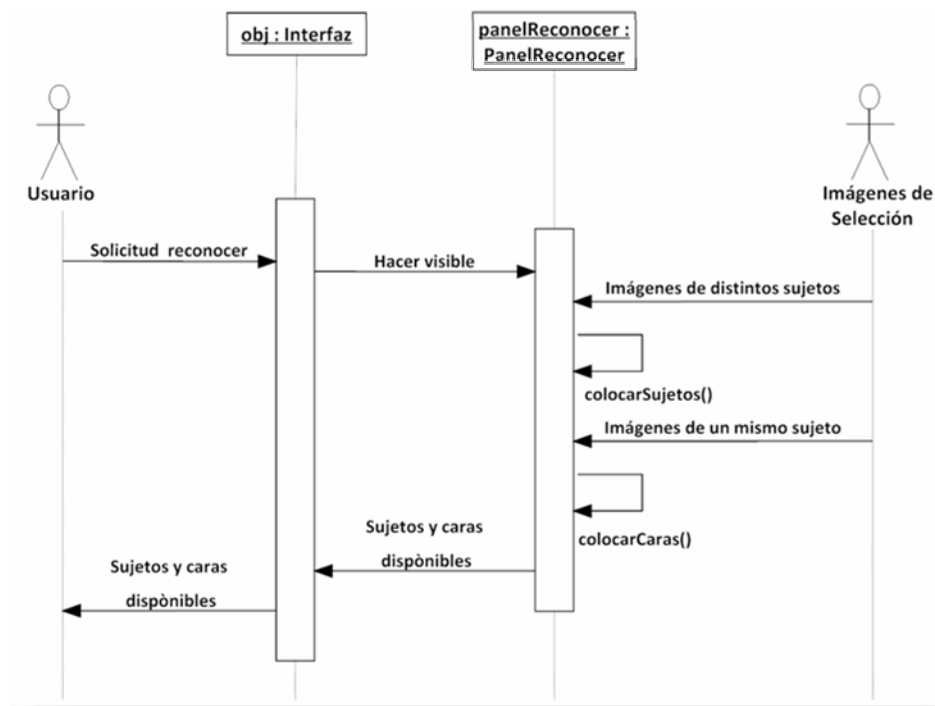 obj : Interfaz
panelReconocer :
PanelReconocer
Usuario
Imágenes de
Selección
Solicitud reconocer
Hacer visible
Imágenes de distintos sujetos
colocarSujetos()
Imágenes de un mismo sujeto
colocarCaras()
Sujetos y caras
dispònibles
Sujetos y caras
dispònibles